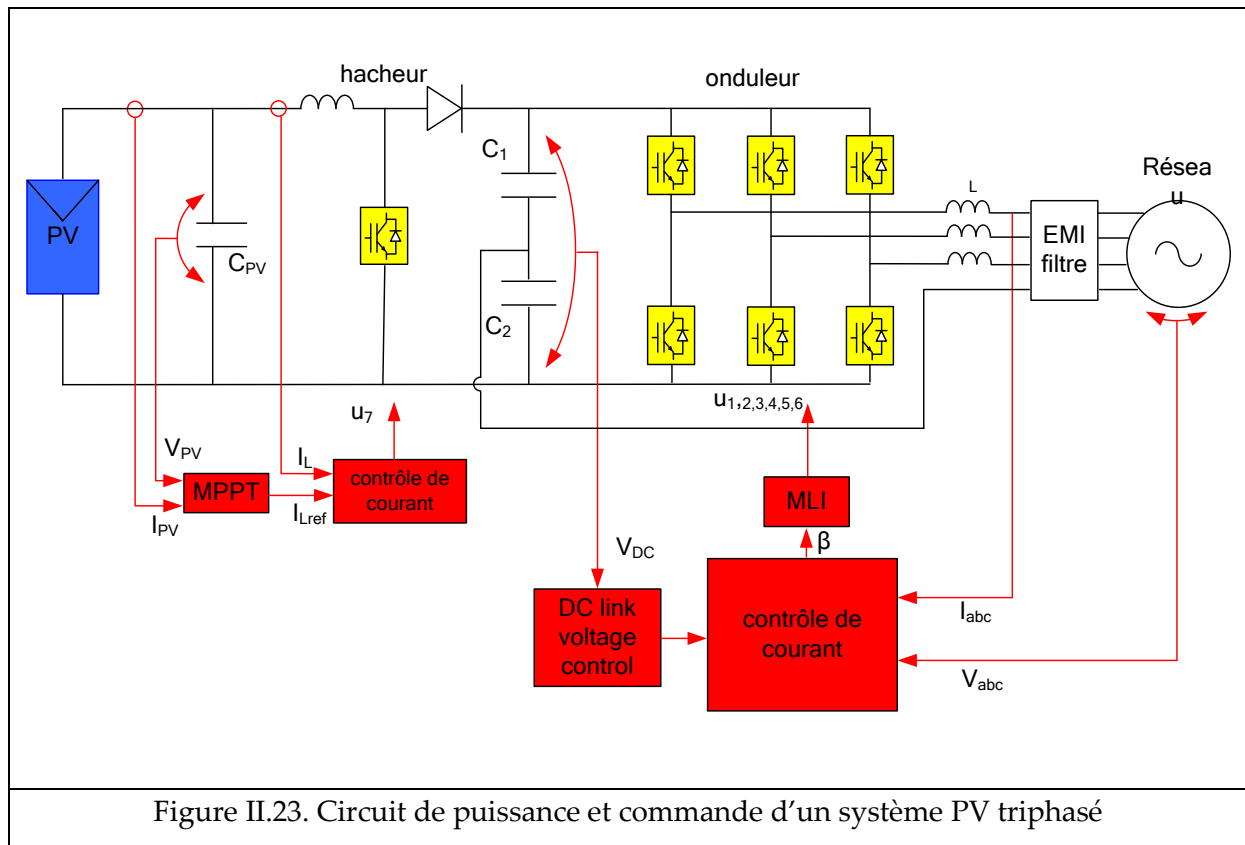 hacheur
onduleur
C1
L
Résea
u
PV
CPV
EMI
filtre
C2
u7
u1,2,3,4,5,6
VPV
IL
contrôle de
courant
MPPT
MLI
IPV
ILref
β
VDC
DC link
voltage
control
contrôle de
courant
Iabc
Vabc
Figure II.23. Circuit de puissance et commande d’un système PV triphasé